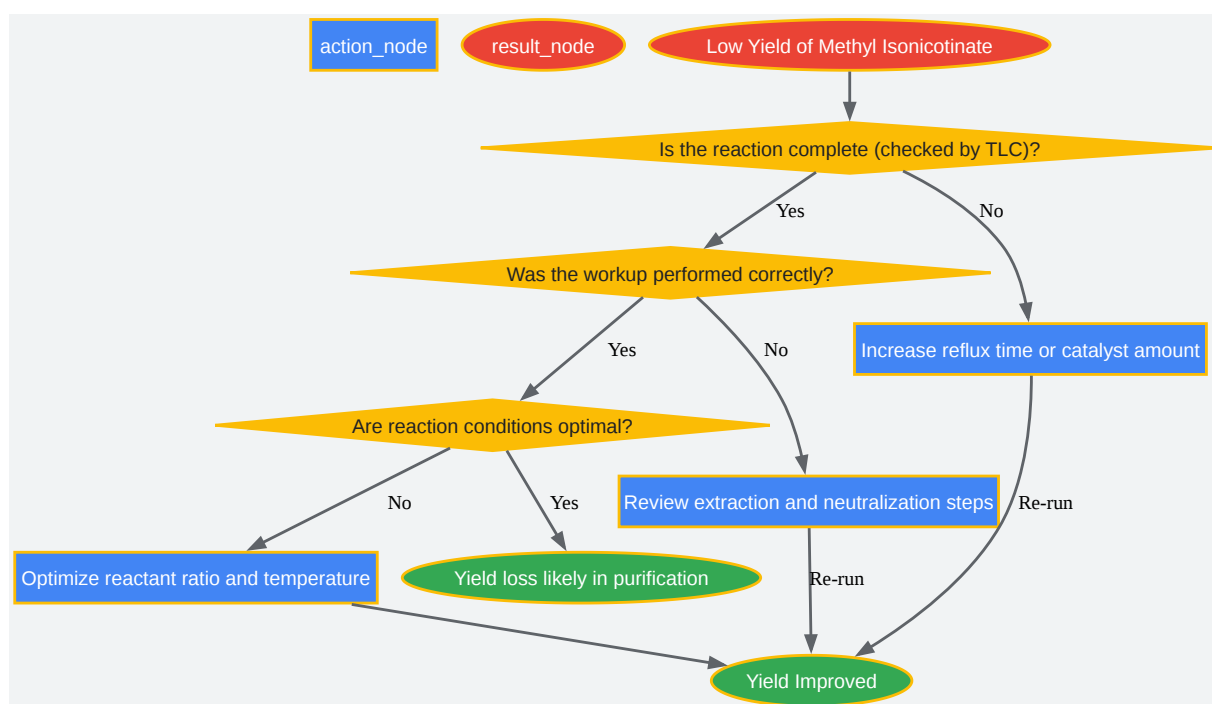 action_node
result_node
Low Yield of Methyl Isonicotinate
Is the reaction complete (checked by TLC)?
Yes
No
Was the workup performed correctly?
Yes
No
Increase reflux time or catalyst amount
Are reaction conditions optimal?
No
Yes
Review extraction and neutralization steps
Re-run
Optimize reactant ratio and temperature
Yield loss likely in purification
Re-run
Yield Improved